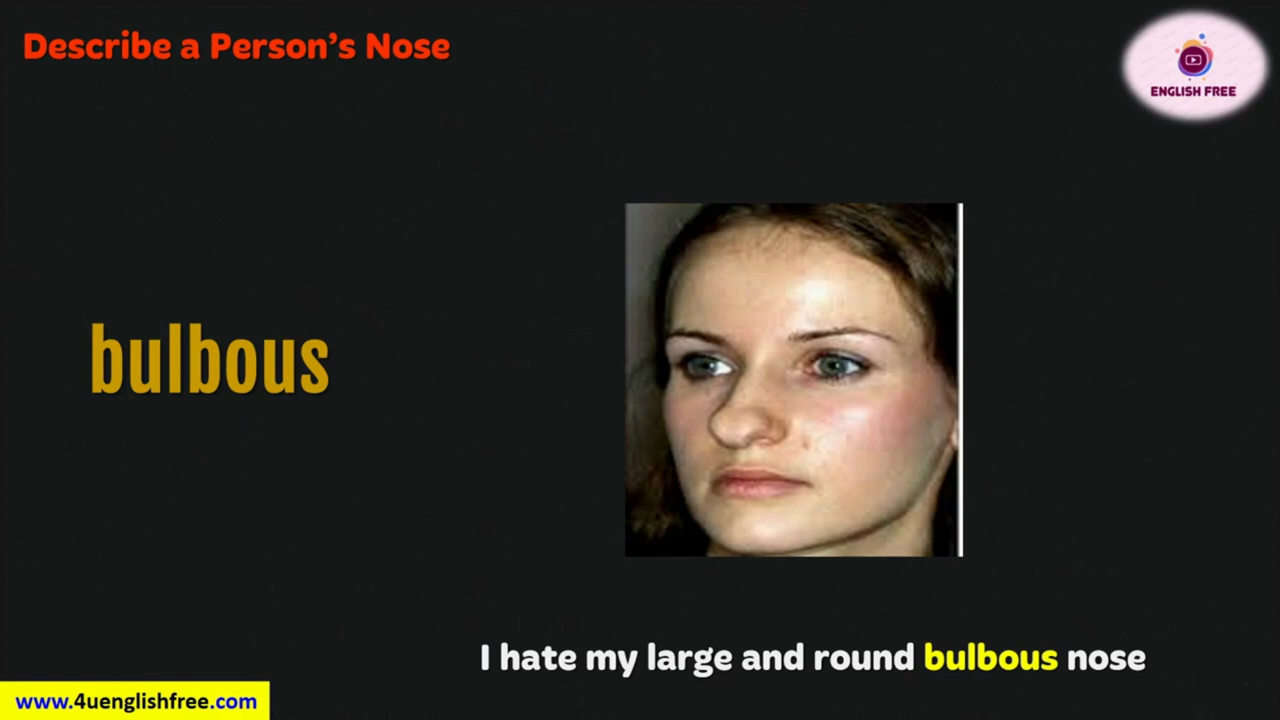 Describe a Person's Nose
ENGLISH FREE
bulbous
I hate my large and round bulbous nose
www.4uenglishfree.com